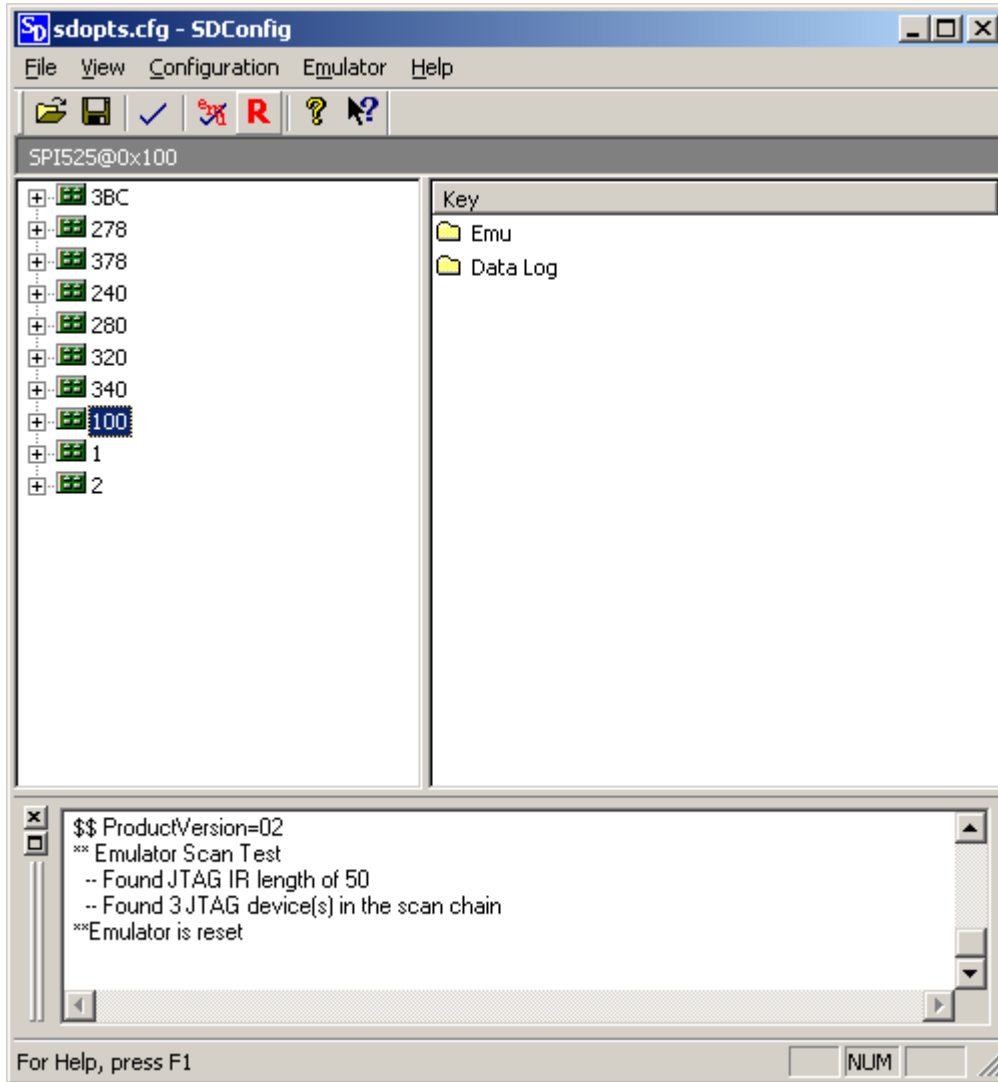 SD sdopts.cfg - SDConfig
File View Configuration Emulator Help
R ? ?
SPI525@0x100
3BC
278
378
240
280
320
340
100
1
2
Key
Emu
Data Log
$$ ProductVersion=02
** Emulator Scan Test
-- Found JTAG IR length of 50
-- Found 3 JTAG device(s) in the scan chain
**Emulator is reset
For Help, press F1
NUM